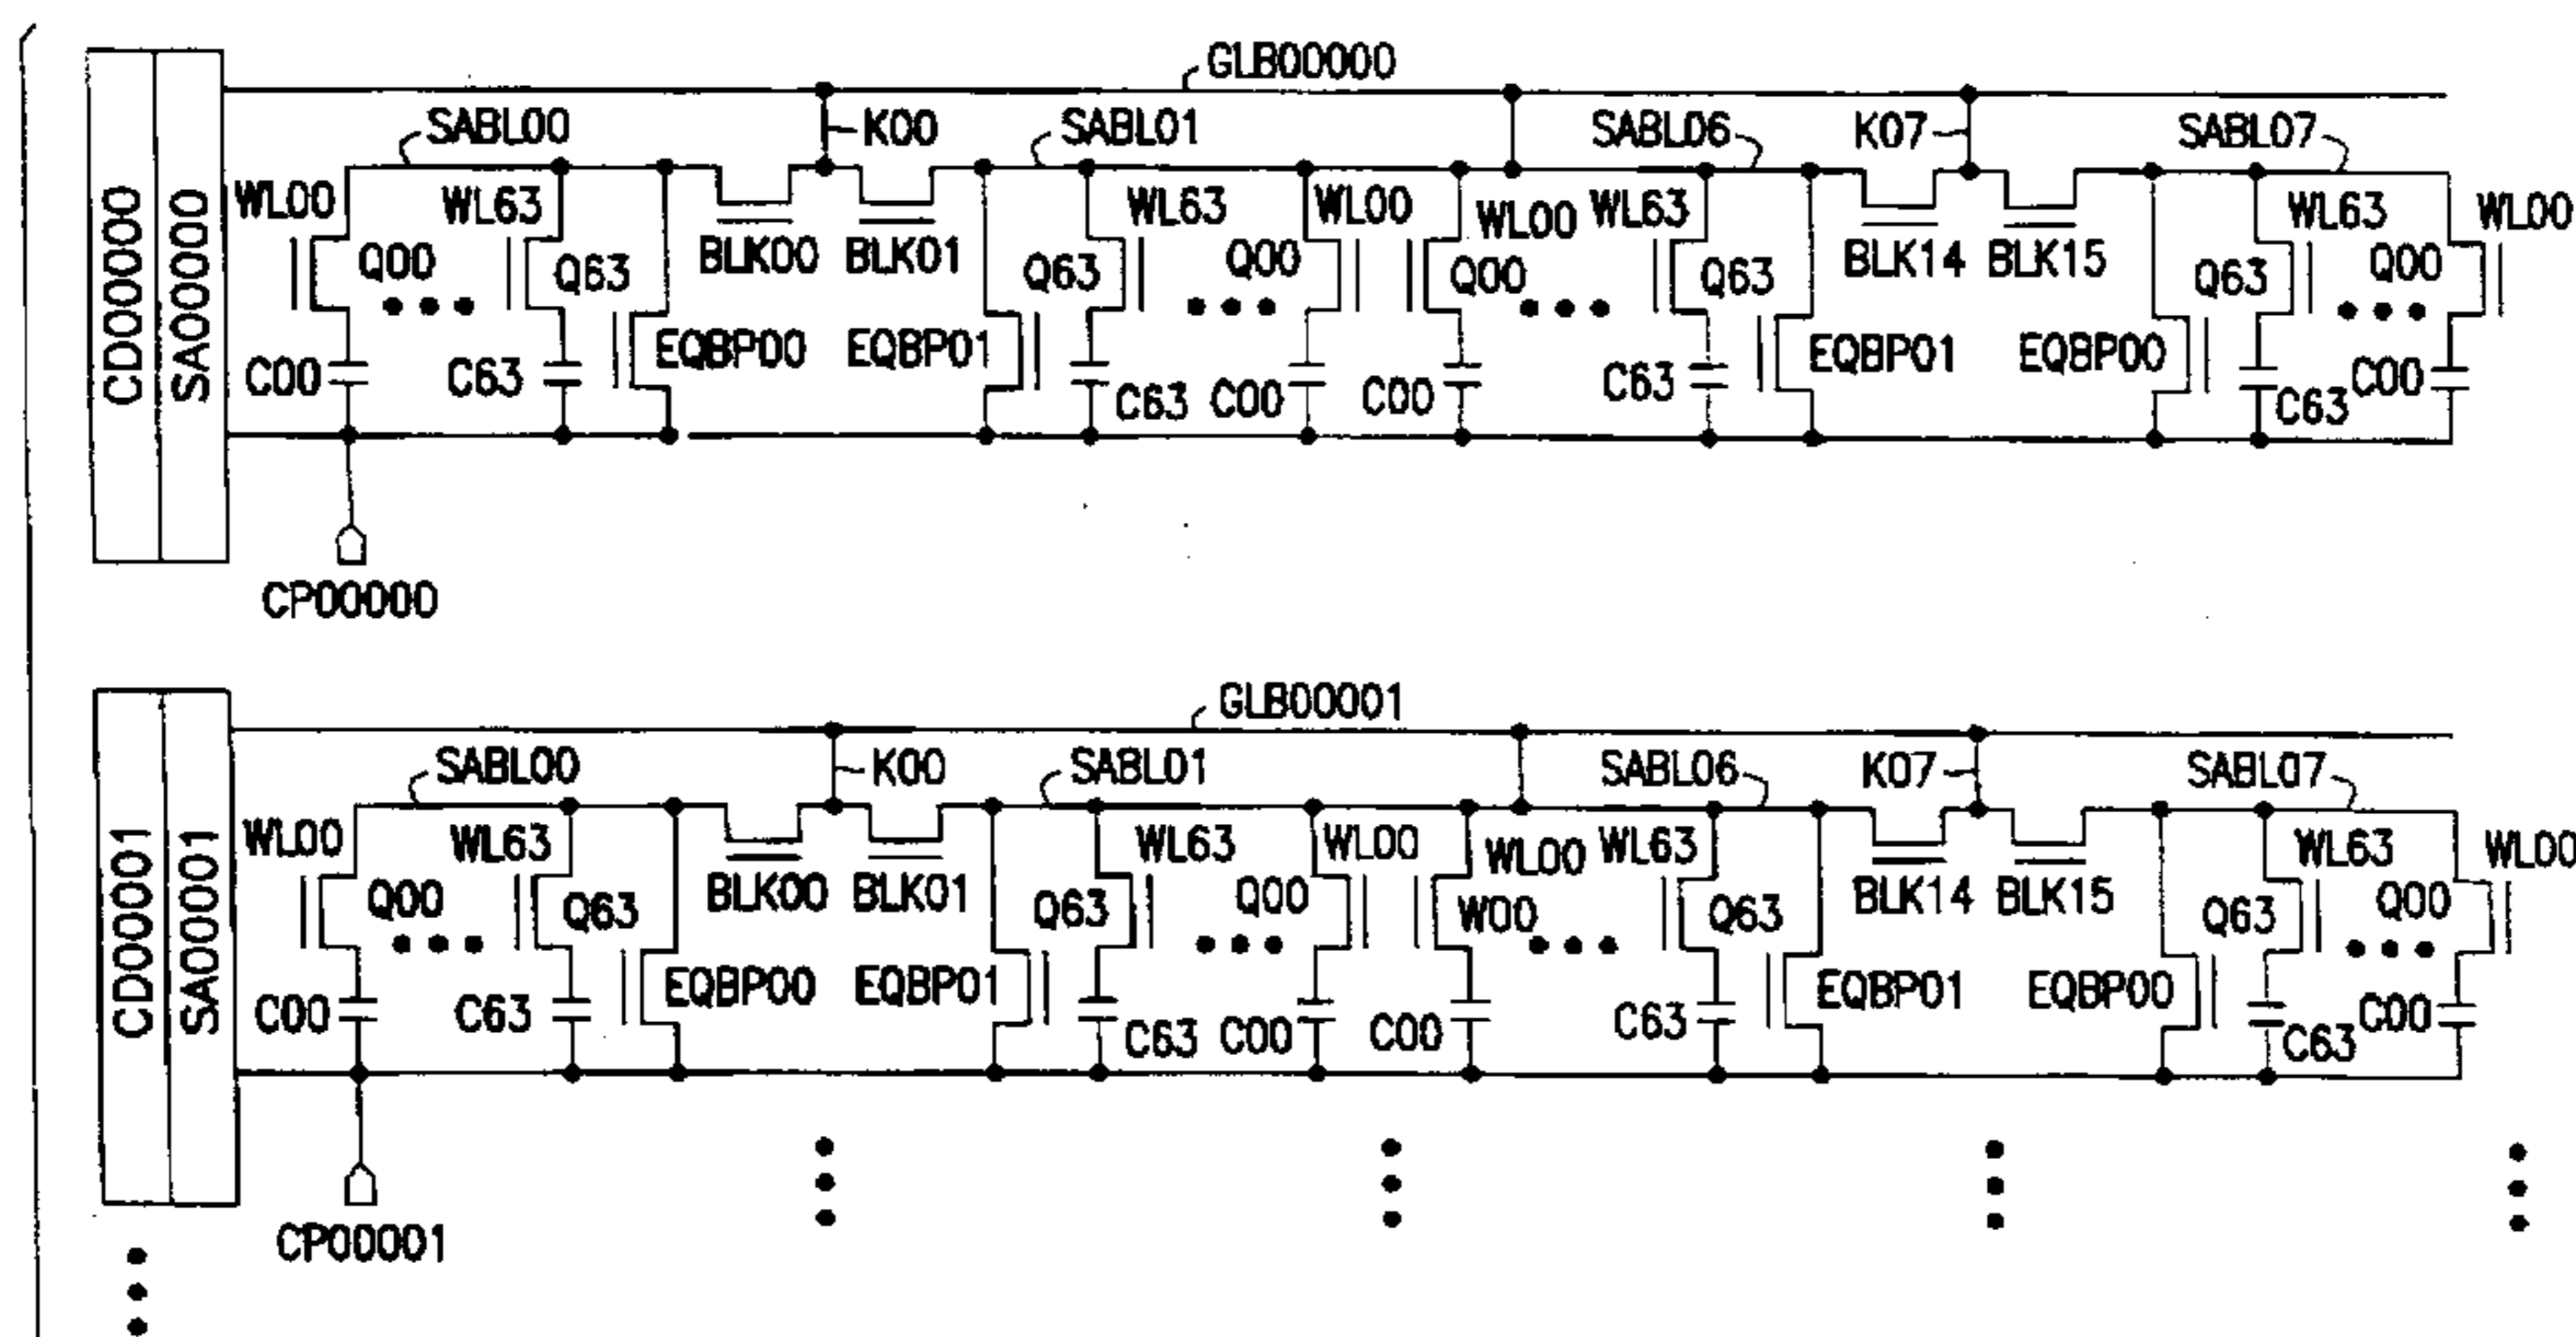 GLB00000
SABL00 K00 SABL01 SABL06 K07 SABL07
CD00000 SA00000
WL00 WL63 WL63 WL00 WL00 WL63 WL63 WL00
Q00 Q63 BLK00 BLK01 Q63 Q00 Q00 Q63 BLK14 BLK15 Q63 Q00
EQBP00 EQBP01 EQBP01 EQBP00
C00 C63 C63 C00 C00 C63 C63 C00
CP00000
GLB00001
SABL00 K00 SABL01 SABL06 K07 SABL07
CD00001 SA00001
WL00 WL63 WL63 WL00 WL00 WL63 WL63 WL00
Q00 Q63 BLK00 BLK01 Q63 Q00 W00 Q63 BLK14 BLK15 Q63 Q00
EQBP00 EQBP01 EQBP01 EQBP00
C00 C63 C63 C00 C00 C63 C63 C00
CP00001